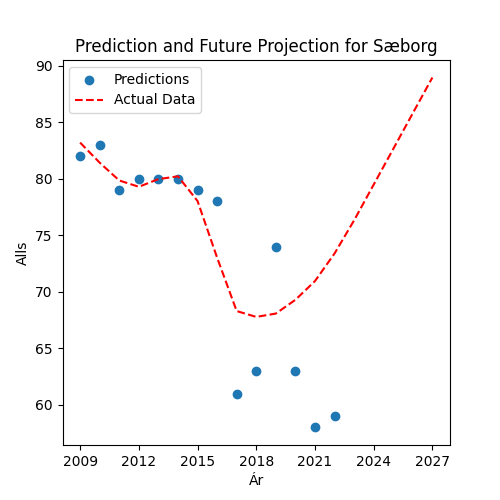 Prediction and Future Projection for Sæborg
Predictions
Actual Data
Alls
90
85
80
75
70
65
60
2009 2012 2015 2018 2021 2024 2027
Ár